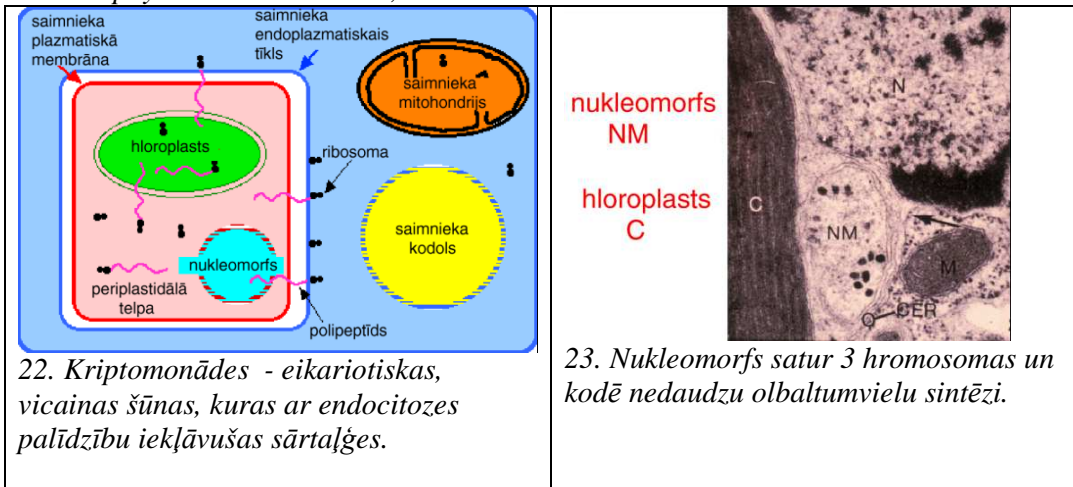 saimnieka
plazmatiskā
membrāna
saimnieka
endoplazmatiskais
tīkls
saimnieka
mitohondrijs
hloroplasts
ribosoma
saimnieka
kodols
nukleomorfs
periplastidālā
telpa
polipeptīds
22. Kriptomonādes - eikariotiskas,
vicainas šūnas, kuras ar endocitozes
palīdzību iekļāvušas sārtaļģes.
nukleomorfs
NM
hloroplasts
C
N
C
NM
M
CER
23. Nukleomorfs satur 3 hromosomas un
kodē nedaudzu olbaltumvielu sintēzi.